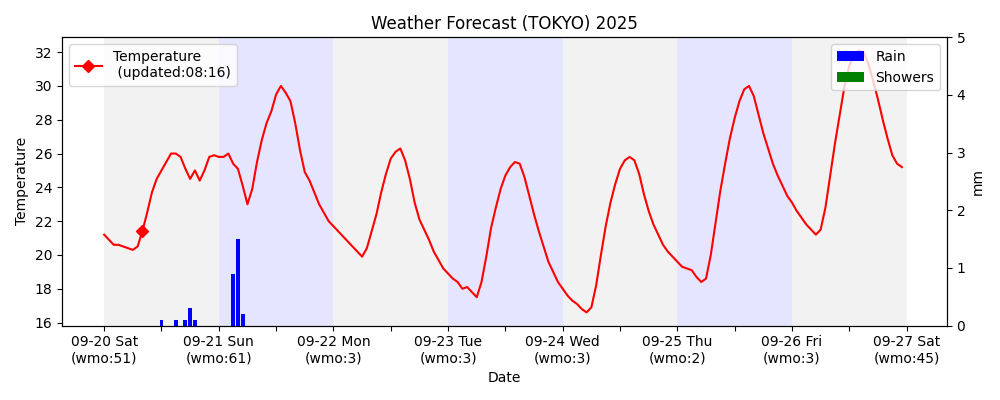 Weather Forecast (TOKYO) 2025
Temperature
(updated:08:16)
Rain
Showers
Temperature
32
30
28
26
24
22
20
18
16
5
4
3
2
1
0
mm
09-20 Sat
(wmo:51)
09-21 Sun
(wmo:61)
09-22 Mon
(wmo:3)
09-23 Tue
(wmo:3)
09-24 Wed
(wmo:3)
09-25 Thu
(wmo:2)
09-26 Fri
(wmo:3)
09-27 Sat
(wmo:45)
Date